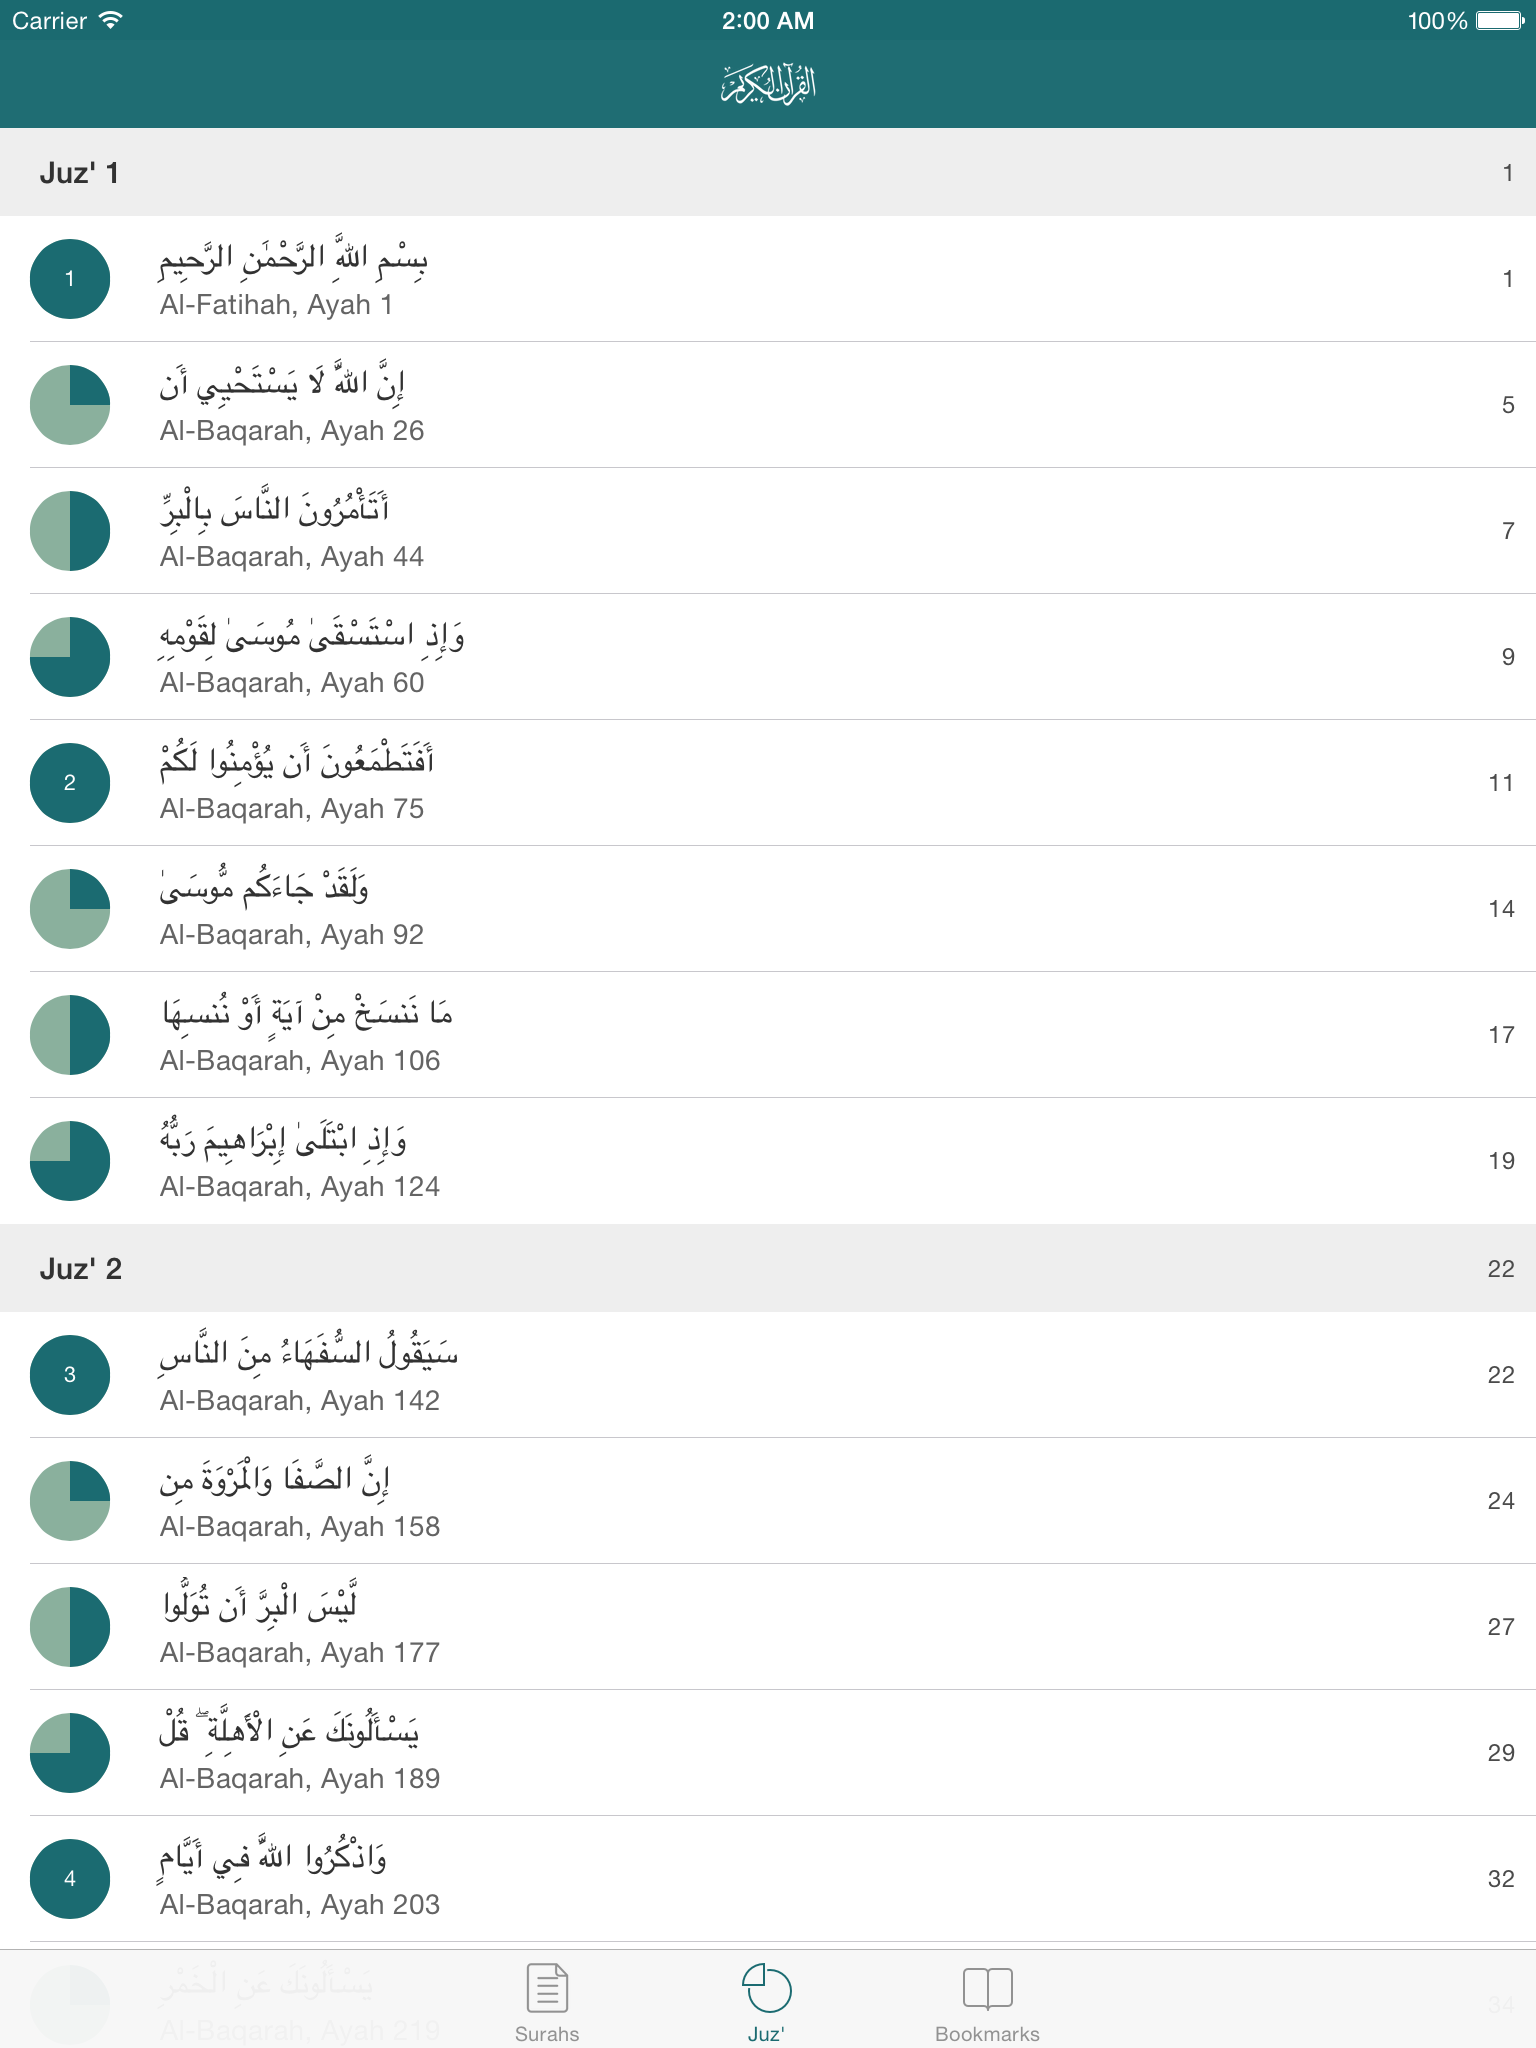 Carrier 2:00 AM 100%
القرآن الكريم
Juz' 1 1
1 بِسْمِ اللَّهِ الرَّحْمَٰنِ الرَّحِيمِ
Al-Fatihah, Ayah 1 1
إِنَّ اللَّهَ لَا يَسْتَحْيِي أَن
Al-Baqarah, Ayah 26 5
أَتَأْمُرُونَ النَّاسَ بِالْبِرِّ
Al-Baqarah, Ayah 44 7
وَإِذِ اسْتَسْقَىٰ مُوسَىٰ لِقَوْمِهِ
Al-Baqarah, Ayah 60 9
2 أَفَتَطْمَعُونَ أَن يُؤْمِنُوا لَكُمْ
Al-Baqarah, Ayah 75 11
وَلَقَدْ جَاءَكُم مُّوسَىٰ
Al-Baqarah, Ayah 92 14
مَا نَنسَخْ مِنْ آيَةٍ أَوْ نُنسِهَا
Al-Baqarah, Ayah 106 17
وَإِذِ ابْتَلَىٰ إِبْرَاهِيمَ رَبُّهُ
Al-Baqarah, Ayah 124 19
Juz' 2 22
3 سَيَقُولُ السُّفَهَاءُ مِنَ النَّاسِ
Al-Baqarah, Ayah 142 22
إِنَّ الصَّفَا وَالْمَرْوَةَ مِن
Al-Baqarah, Ayah 158 24
لَّيْسَ الْبِرَّ أَن تُوَلُّوا
Al-Baqarah, Ayah 177 27
يَسْأَلُونَكَ عَنِ الْأَهِلَّةِ ۖ قُلْ
Al-Baqarah, Ayah 189 29
4 وَاذْكُرُوا اللَّهَ فِي أَيَّامٍ
Al-Baqarah, Ayah 203 32
يَسْأَلُونَكَ عَنِ الْخَمْرِ
Al-Baqarah, Ayah 219 34
Surahs Juz' Bookmarks